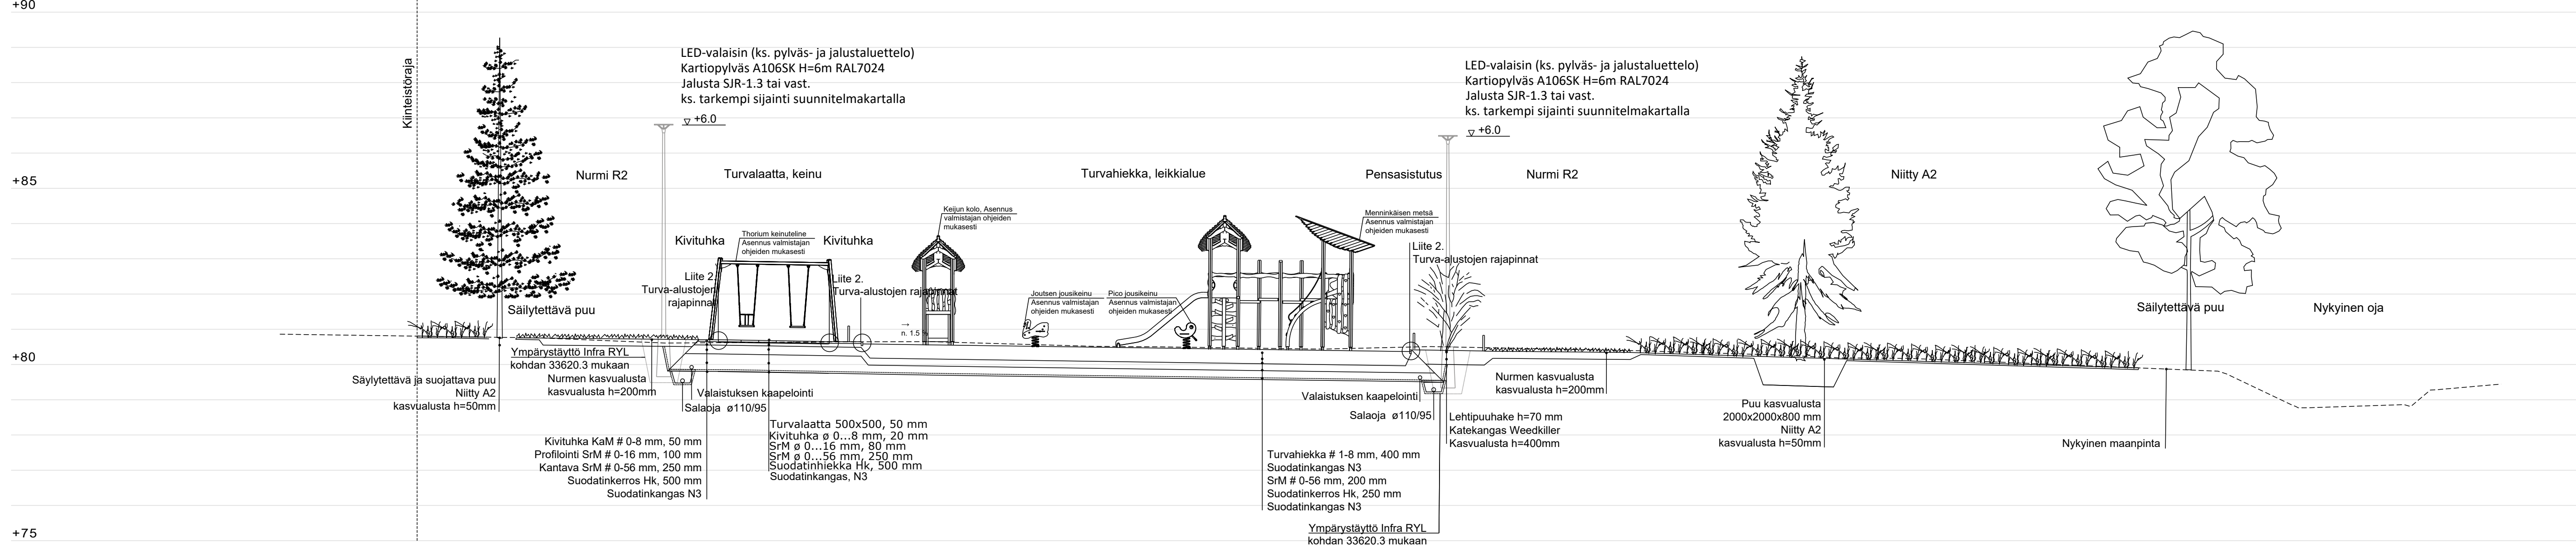 +90
Kiinteistöraja
LED-valaisin (ks. pylväs- ja jalustaluettelo)
Kartiopylväs A106SK H=6m RAL7024
Jalusta SJR-1.3 tai vast.
ks. tarkempi sijainti suunnitelmakartalla
+6.0
LED-valaisin (ks. pylväs- ja jalustaluettelo)
Kartiopylväs A106SK H=6m RAL7024
Jalusta SJR-1.3 tai vast.
ks. tarkempi sijainti suunnitelmakartalla
+6.0
+85
Nurmi R2
Turvalaatta, keinu
Turvahiekka, leikkialue
Pensasistutus
Nurmi R2
Niitty A2
Keijun kolo, Asennus
valmistajan ohjeiden
mukasesti
Menninkäisen metsä
Asennus valmistajan
ohjeiden mukasesti
Kivituhka
Thorium keinuteline
Asennus valmistajan
ohjeiden mukasesti
Kivituhka
Liite 2.
Turva-alustojen rajapinnat
Liite 2.
Turva-alustojen
rajapinnat
Liite 2.
Turva-alustojen rajapinnat
Joutsen jousikeinu
Asennus valmistajan
ohjeiden mukasesti
Pico jousikeinu
Asennus valmistajan
ohjeiden mukasesti
Säilytettävä puu
Säilytettävä puu
Nykyinen oja
n. 1.5 %
+80
Ympärystäyttö Infra RYL
kohdan 33620.3 mukaan
Säylytettävä ja suojattava puu
Niitty A2
kasvualusta h=50mm
Nurmen kasvualusta
kasvualusta h=200mm
Valaistuksen kaapelointi
Salaoja ø110/95
Valaistuksen kaapelointi
Salaoja ø110/95
Nurmen kasvualusta
kasvualusta h=200mm
Lehtipuuhake h=70 mm
Katekangas Weedkiller
Kasvualusta h=400mm
Puu kasvualusta
2000x2000x800 mm
Niitty A2
kasvualusta h=50mm
Nykyinen maanpinta
Kivituhka KaM # 0-8 mm, 50 mm
Profilointi SrM # 0-16 mm, 100 mm
Kantava SrM # 0-56 mm, 250 mm
Suodatinkerros Hk, 500 mm
Suodatinkangas N3
Turvalaatta 500x500, 50 mm
Kivituhka ø 0...8 mm, 20 mm
SrM ø 0...16 mm, 80 mm
SrM ø 0...56 mm, 250 mm
Suodatinhiekka Hk, 500 mm
Suodatinkangas, N3
Turvahiekka # 1-8 mm, 400 mm
Suodatinkangas N3
SrM # 0-56 mm, 200 mm
Suodatinkerros Hk, 250 mm
Suodatinkangas N3
Ympärystäyttö Infra RYL
kohdan 33620.3 mukaan
+75